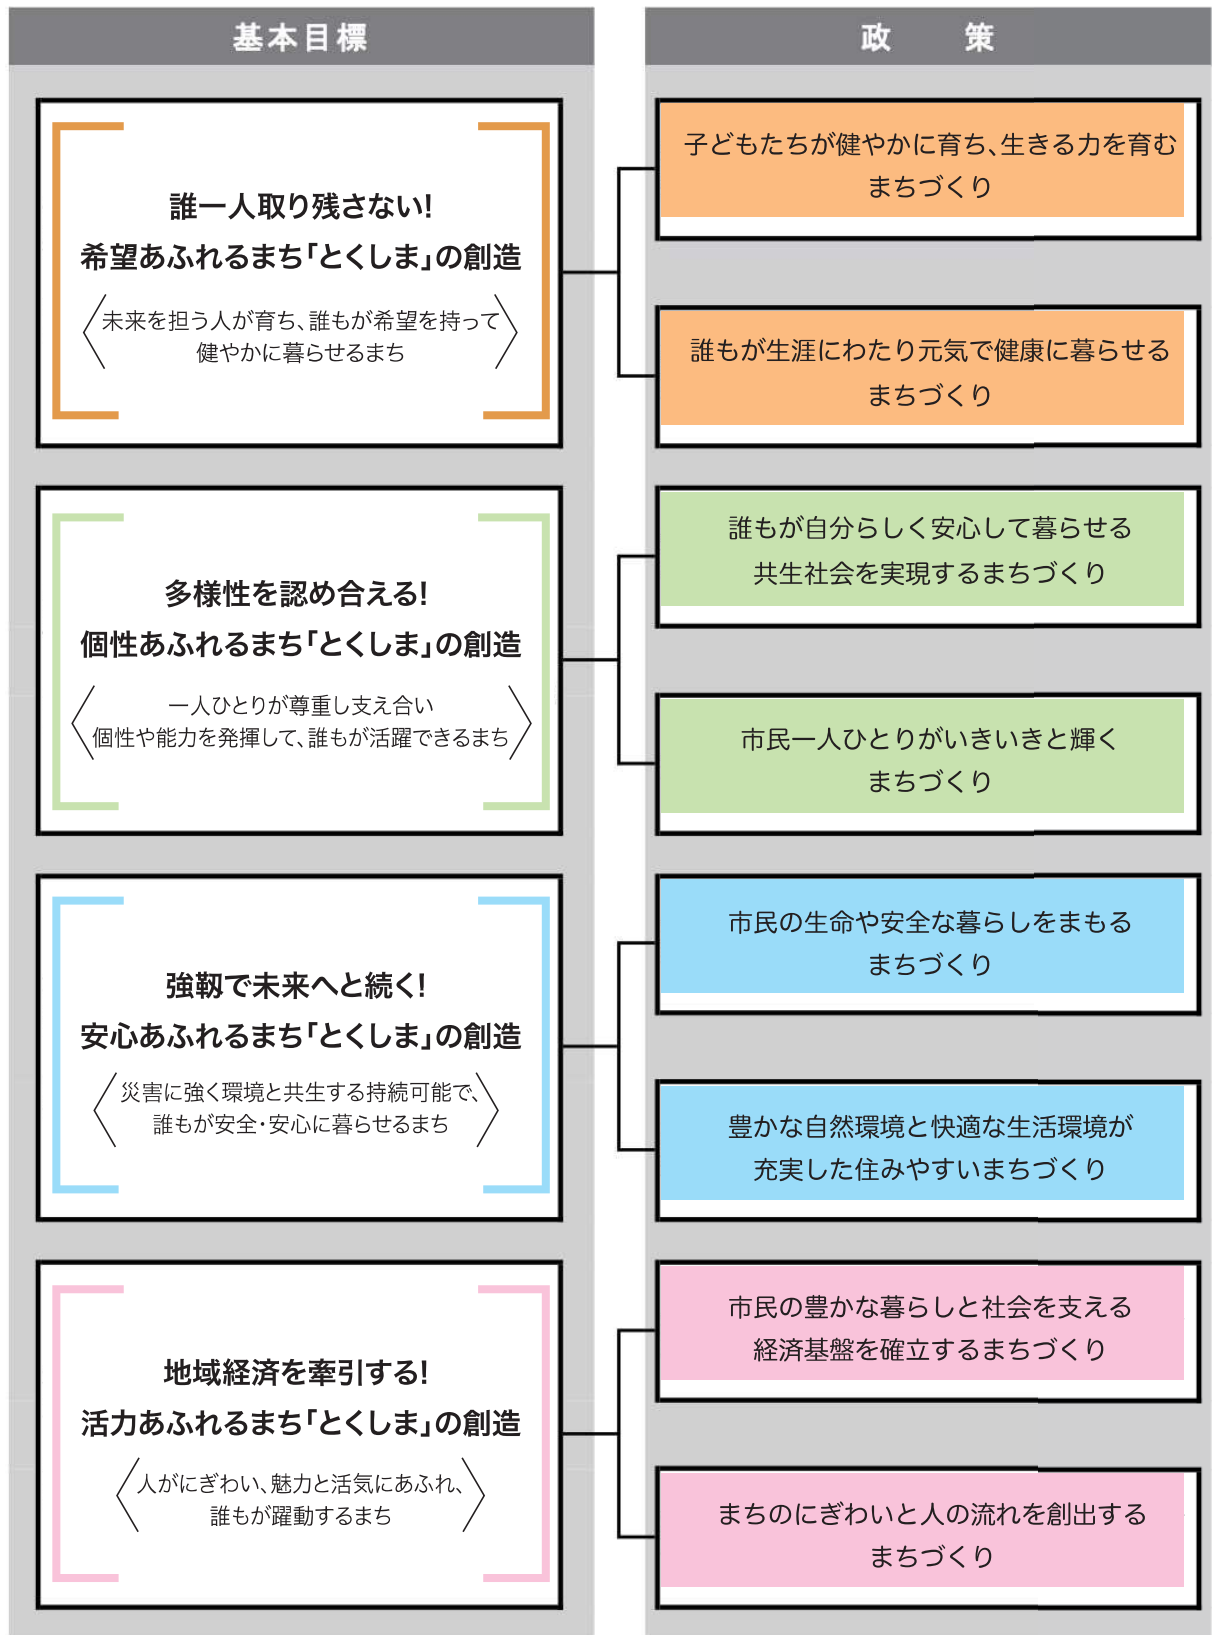 基本目標
政　策
誰一人取り残さない!
希望あふれるまち「とくしま」の創造
未来を担う人が育ち、誰もが希望を持って
健やかに暮らせるまち
子どもたちが健やかに育ち、生きる力を育む
まちづくり
誰もが生涯にわたり元気で健康に暮らせる
まちづくり
多様性を認め合える!
個性あふれるまち「とくしま」の創造
一人ひとりが尊重し支え合い
個性や能力を発揮して、誰もが活躍できるまち
誰もが自分らしく安心して暮らせる
共生社会を実現するまちづくり
市民一人ひとりがいきいきと輝く
まちづくり
強靱で未来へと続く!
安心あふれるまち「とくしま」の創造
災害に強く環境と共生する持続可能で、
誰もが安全・安心に暮らせるまち
市民の生命や安全な暮らしをまもる
まちづくり
豊かな自然環境と快適な生活環境が
充実した住みやすいまちづくり
地域経済を牽引する!
活力あふれるまち「とくしま」の創造
人がにぎわい、魅力と活気にあふれ、
誰もが躍動するまち
市民の豊かな暮らしと社会を支える
経済基盤を確立するまちづくり
まちのにぎわいと人の流れを創出する
まちづくり